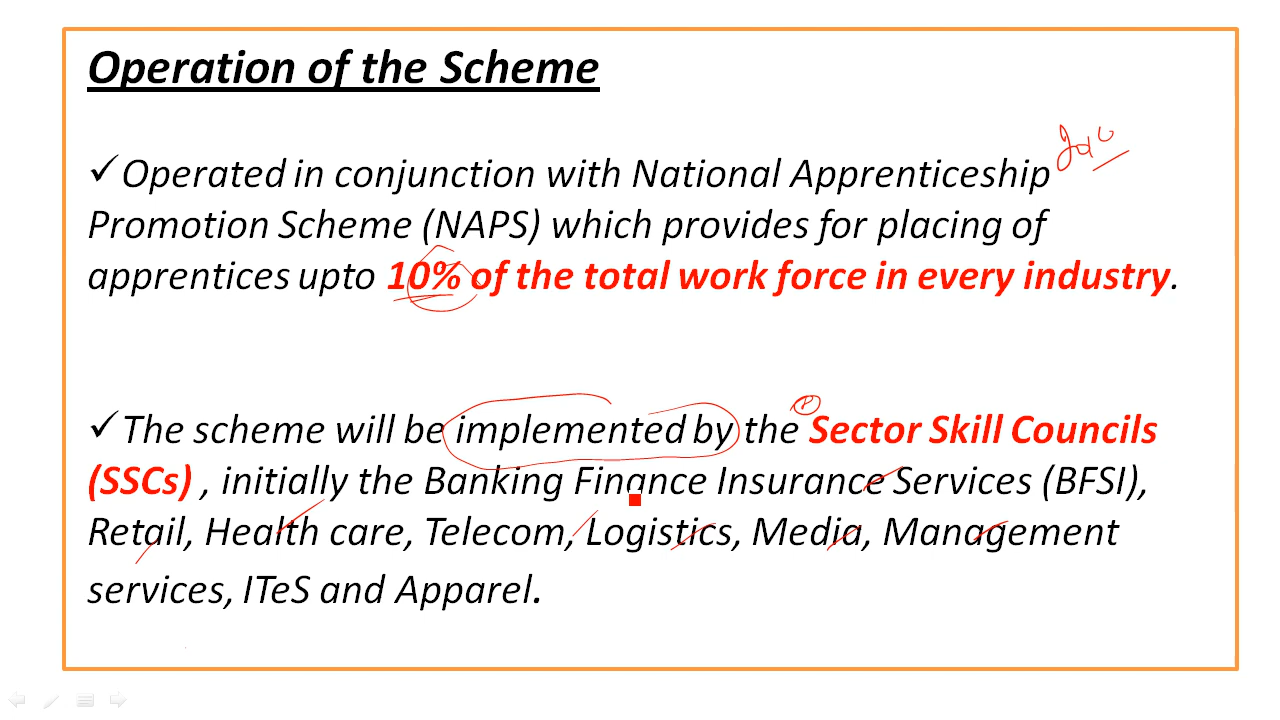 Operation of the Scheme
✓Operated in conjunction with National Apprenticeship
Promotion Scheme (NAPS) which provides for placing of
apprentices upto 10% of the total work force in every industry.
✓The scheme will be implemented by the Sector Skill Councils
(SSCs) , initially the Banking Finance Insurance Services (BFSI),
Retail, Health care, Telecom, Logistics, Media, Management
services, ITeS and Apparel.